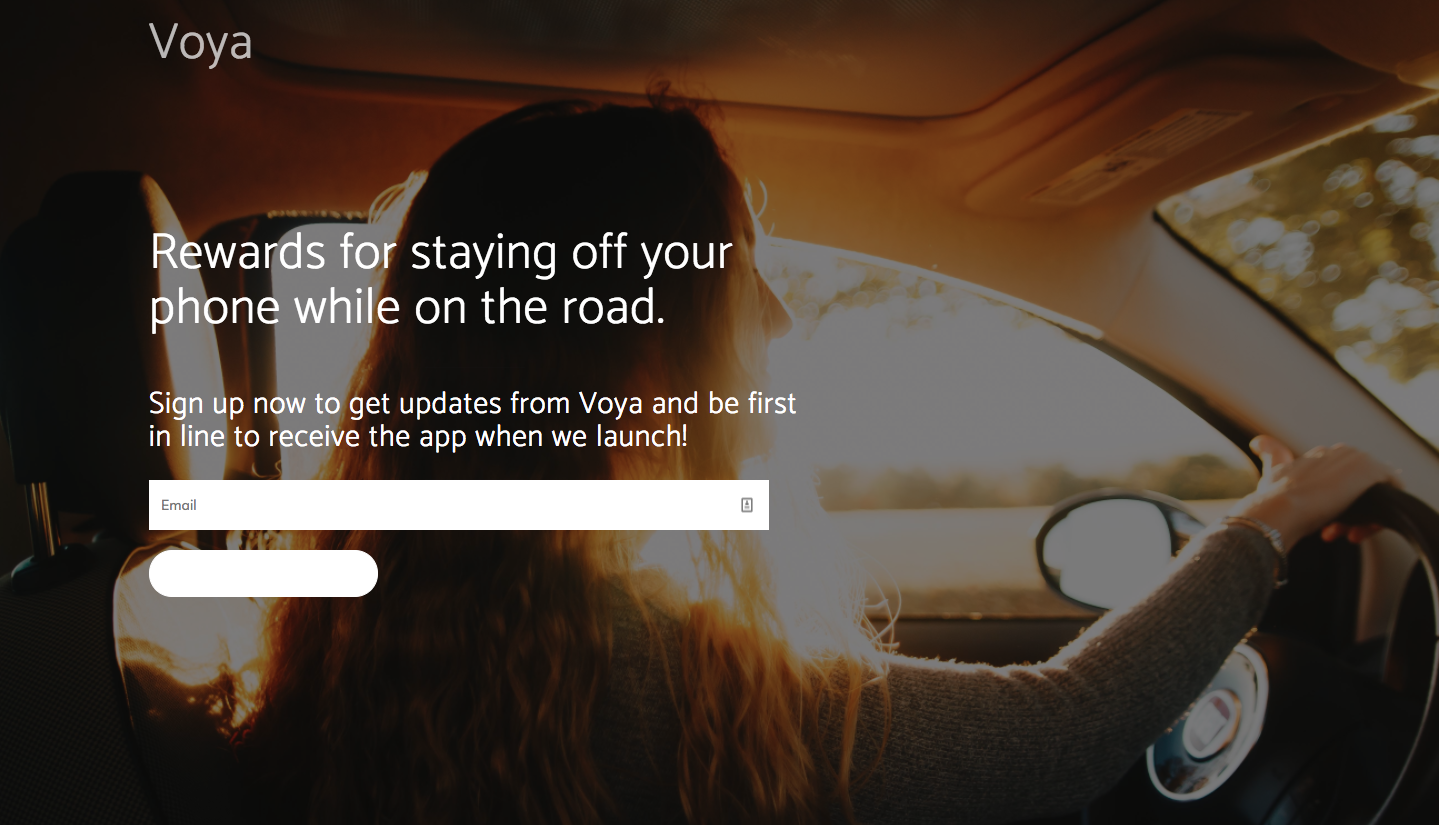 Voya
Rewards for staying off your
phone while on the road.
Sign up now to get updates from Voya and be first
in line to receive the app when we launch!
Email